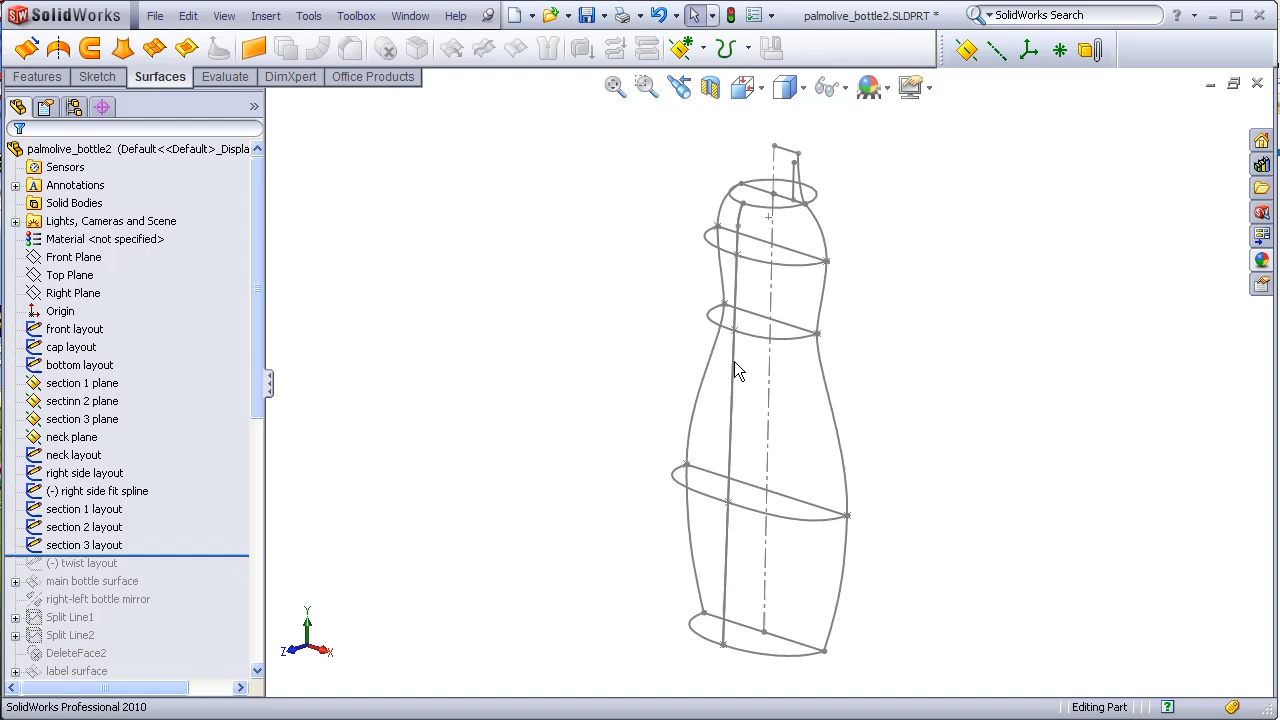 SolidWorks File Edit View Insert Tools Toolbox Window Help palmolive_bottle2.SLDPRT * SolidWorks Search
Features Sketch Surfaces Evaluate DimXpert Office Products
palmolive_bottle2 (Default<<Default>_Displa
Sensors
Annotations
Solid Bodies
Lights, Cameras and Scene
Material <not specified>
Front Plane
Top Plane
Right Plane
Origin
front layout
cap layout
bottom layout
section 1 plane
section 2 plane
section 3 plane
neck plane
neck layout
right side layout
(-) right side fit spline
section 1 layout
section 2 layout
section 3 layout
(-) twist layout
main bottle surface
right-left bottle mirror
Split Line1
Split Line2
DeleteFace2
label surface
Y
Z X
SolidWorks Professional 2010 Editing Part